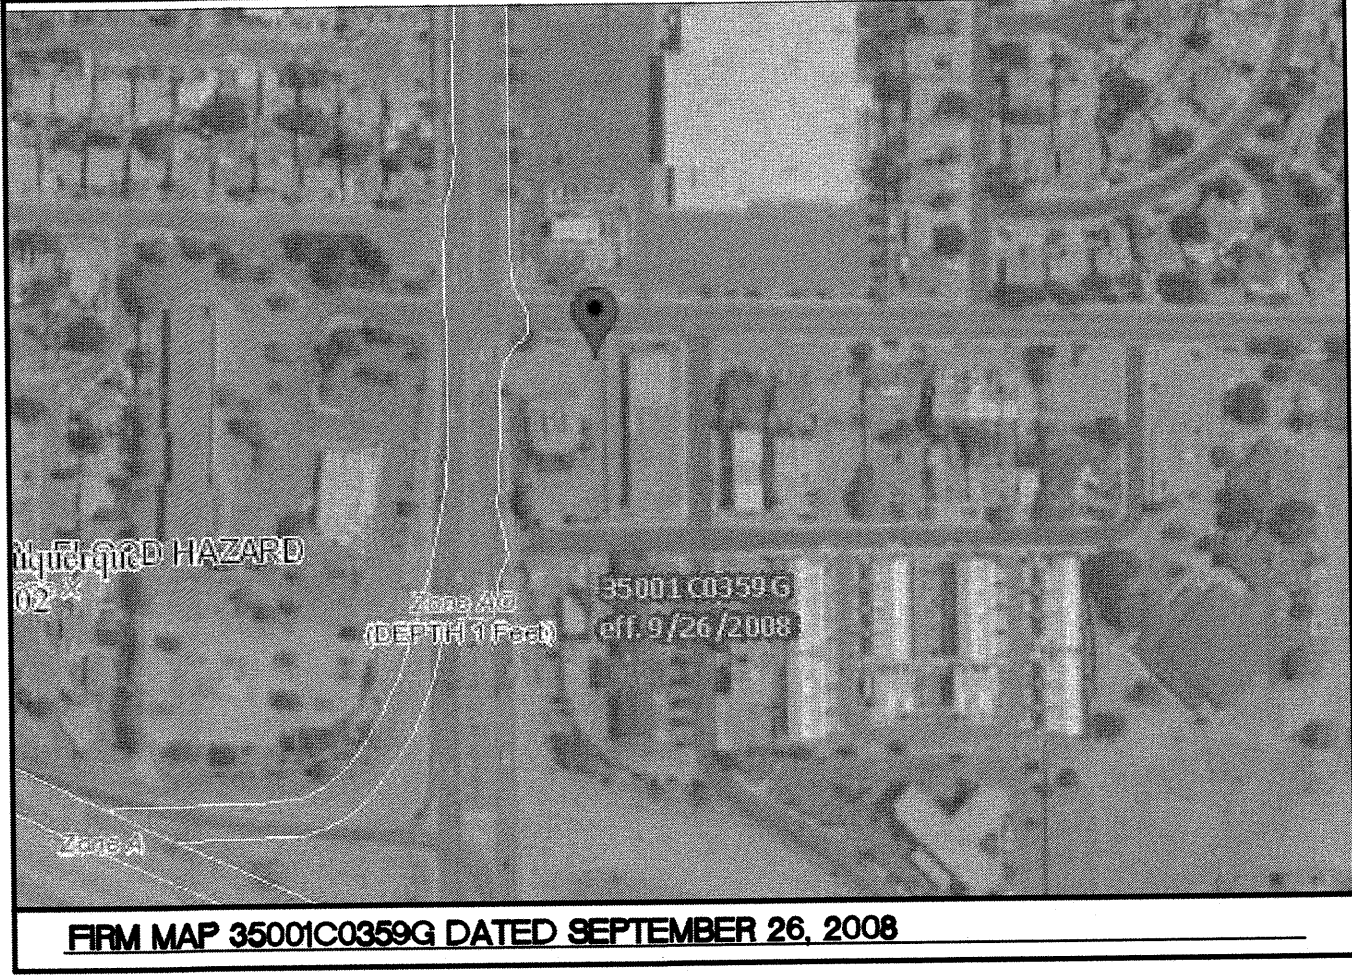 HAZARD
02 X
Zone AO
(DEPTH 1 Feet)
35001C0359G
eff. 9/26/2008
Zone A
FIRM MAP 35001C0359G DATED SEPTEMBER 26, 2008